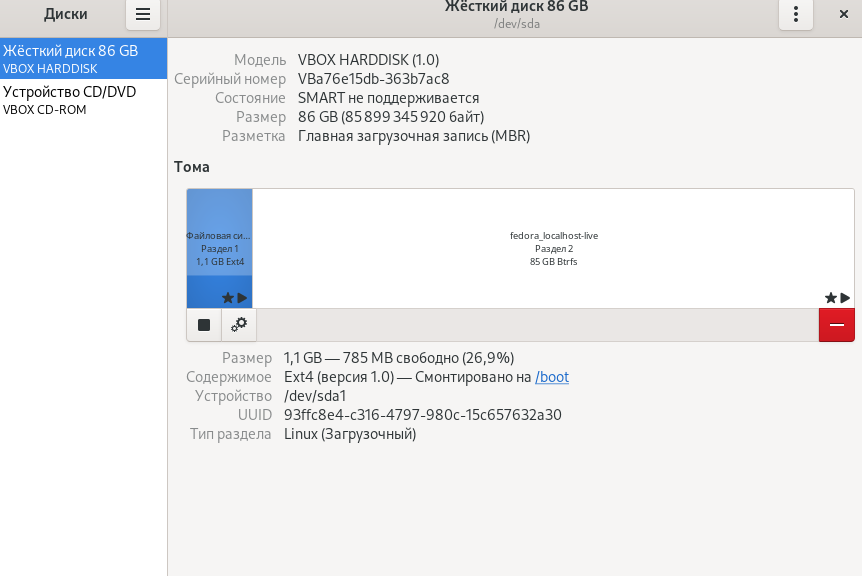 Диски
Жёсткий диск 86 GB
/dev/sda
Жёсткий диск 86 GB
VBOX HARDDISK
Устройство CD/DVD
VBOX CD-ROM
Модель VBOX HARDDISK (1.0)
Серийный номер VBa76e15db-363b7ac8
Состояние SMART не поддерживается
Размер 86 GB (85 899 345 920 байт)
Разметка Главная загрузочная запись (MBR)
Тома
Файловая си...
Раздел 1
1,1 GB Ext4
fedora_localhost-live
Раздел 2
85 GB Btrfs
Размер 1,1 GB — 785 MB свободно (26,9%)
Содержимое Ext4 (версия 1.0) — Смонтировано на /boot
Устройство /dev/sda1
UUID 93ffc8e4-c316-4797-980c-15c657632a30
Тип раздела Linux (Загрузочный)